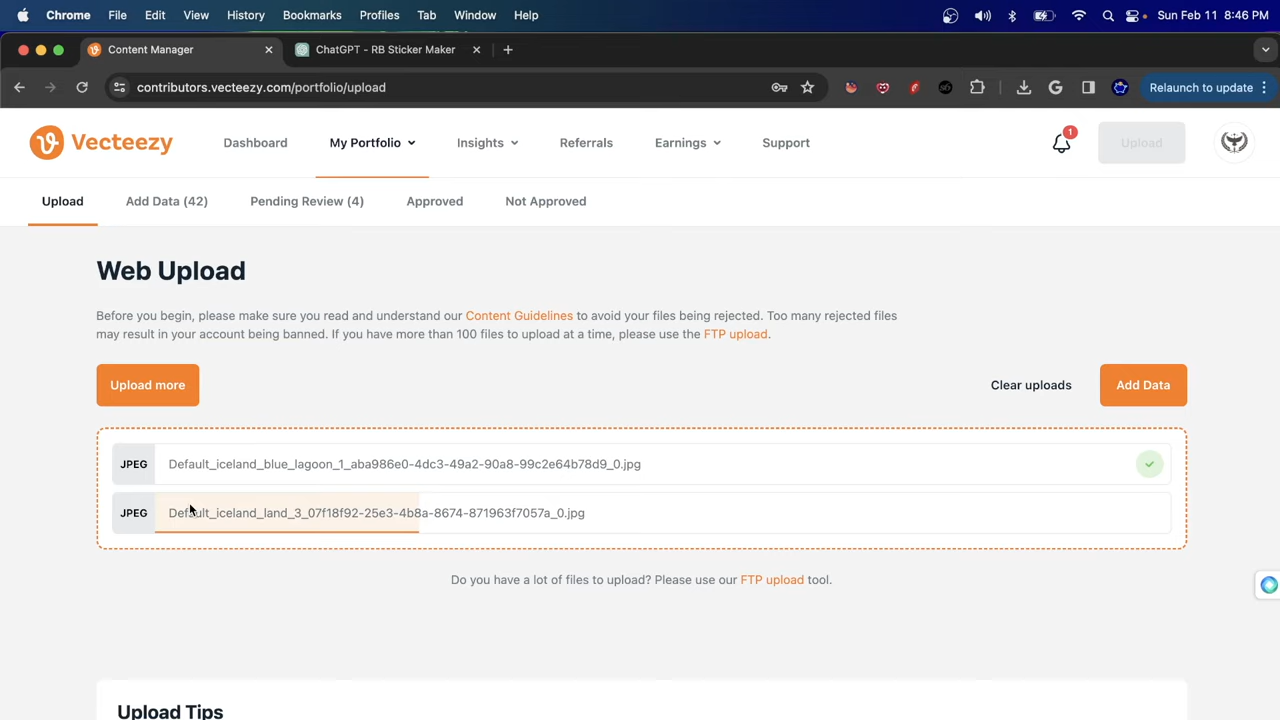 Chrome File Edit View History Bookmarks Profiles Tab Window Help Sun Feb 11 8:46 PM
Content Manager ChatGPT - RB Sticker Maker
contributors.vecteezy.com/portfolio/upload Relaunch to update
Vecteezy Dashboard My Portfolio Insights Referrals Earnings Support 1 Upload
Upload Add Data (42) Pending Review (4) Approved Not Approved
Web Upload
Before you begin, please make sure you read and understand our Content Guidelines to avoid your files being rejected. Too many rejected files
may result in your account being banned. If you have more than 100 files to upload at a time, please use the FTP upload.
Upload more Clear uploads Add Data
JPEG Default_iceland_blue_lagoon_1_aba986e0-4dc3-49a2-90a8-99c2e64b78d9_0.jpg
JPEG Default_iceland_land_3_07f18f92-25e3-4b8a-8674-871963f7057a_0.jpg
Do you have a lot of files to upload? Please use our FTP upload tool.
Upload Tips